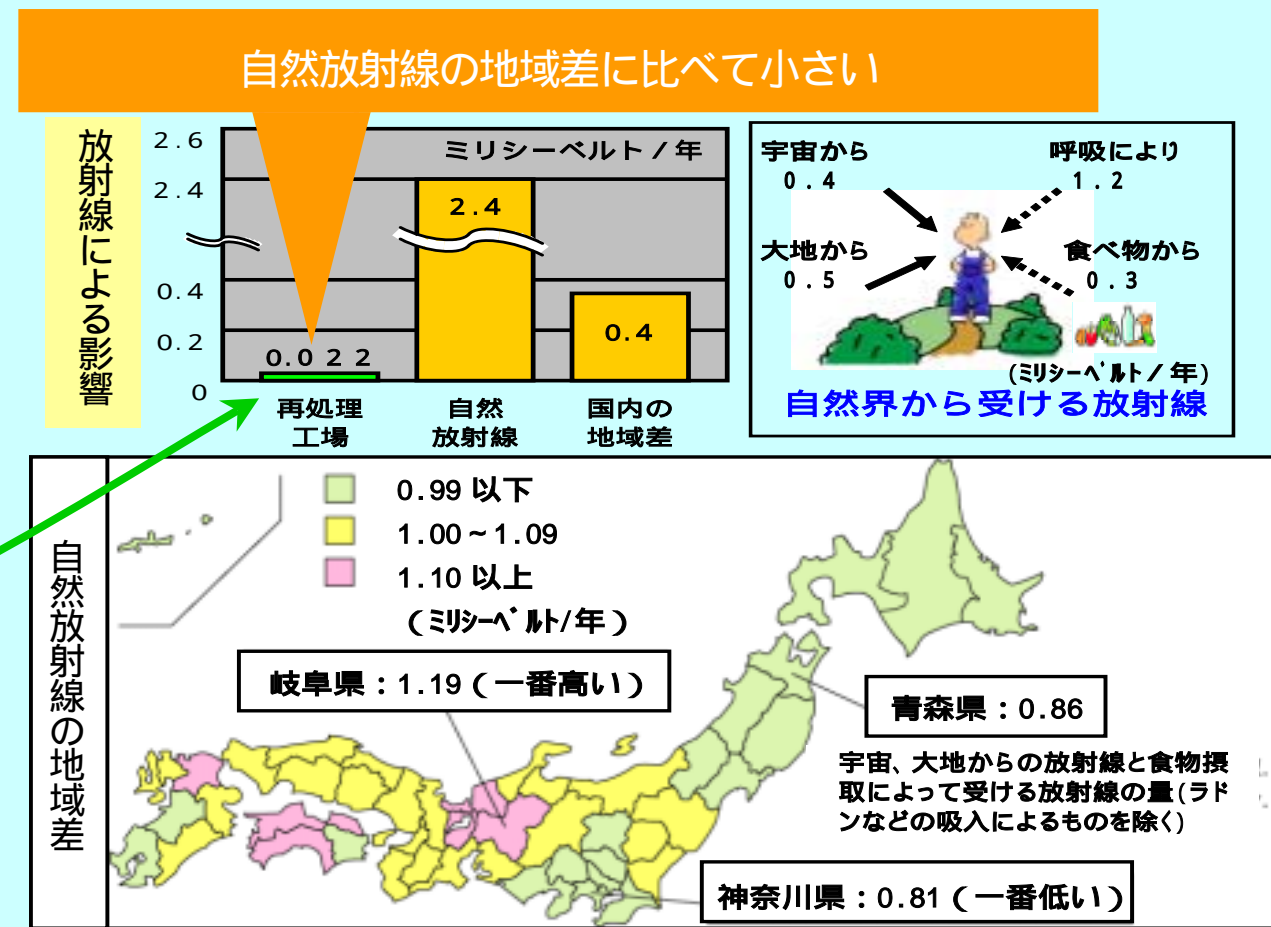 自然放射線の地域差に比べて小さい
放射線による影響
ミリシーベルト/年
2.6
2.4
0.4
0.2
0
0.022
2.4
0.4
再処理
工場
自然
放射線
国内の
地域差
宇宙から
0.4
呼吸により
1.2
大地から
0.5
食べ物から
0.3
(ミリシーベルト/年)
自然界から受ける放射線
自然放射線の地域差
0.99 以下
1.00~1.09
1.10 以上
(ミリシーベルト/年)
岐阜県:1.19(一番高い)
青森県:0.86
宇宙、大地からの放射線と食物摂
取によって受ける放射線の量(ラド
ンなどの吸入によるものを除く)
神奈川県:0.81(一番低い)